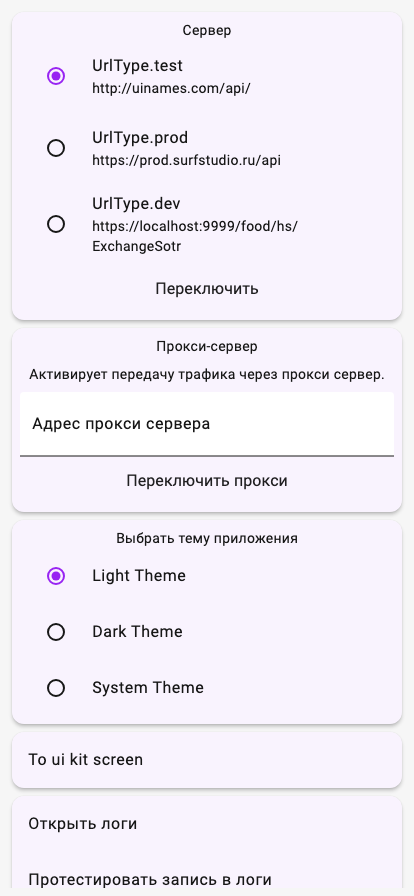 Сервер
UrlType.test
http://uinames.com/api/
UrlType.prod
https://prod.surfstudio.ru/api
UrlType.dev
https://localhost:9999/food/hs/
ExchangeSotr
Переключить
Прокси-сервер
Активирует передачу трафика через прокси сервер.
Адрес прокси сервера
Переключить прокси
Выбрать тему приложения
Light Theme
Dark Theme
System Theme
To ui kit screen
Открыть логи
Протестировать запись в логи